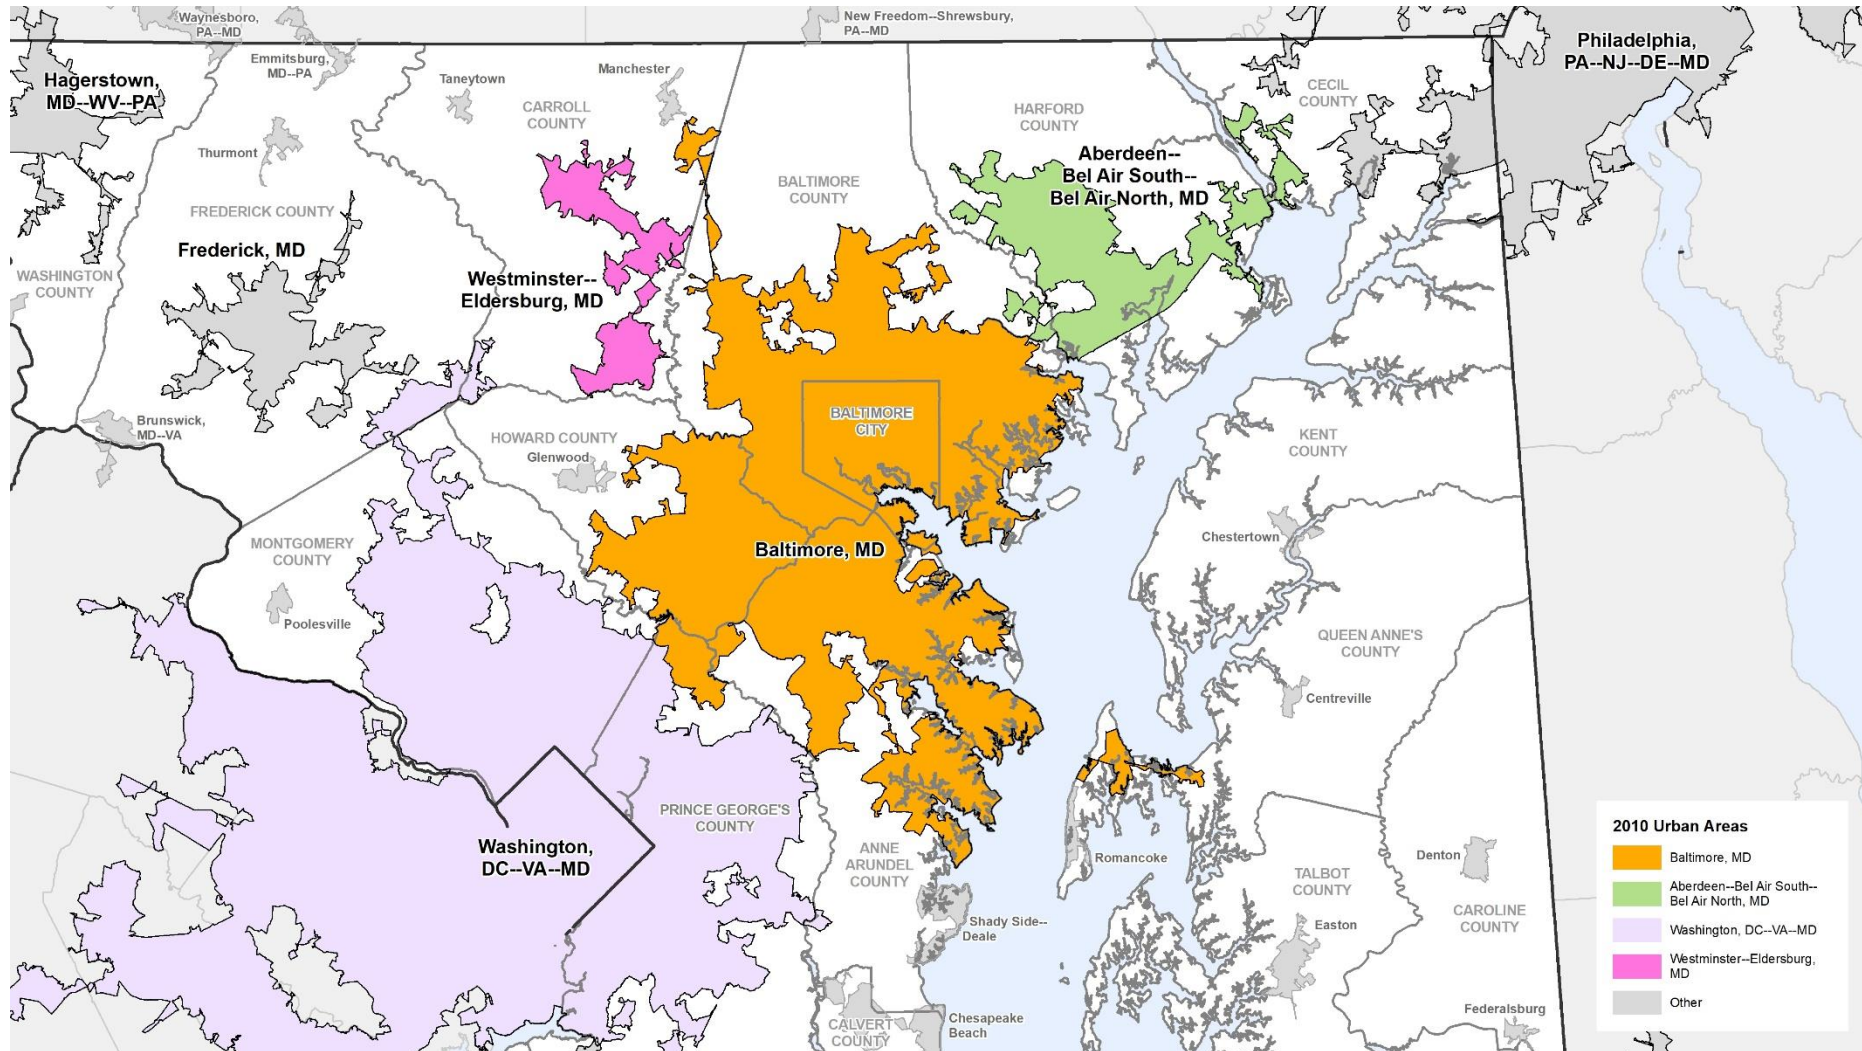 Waynesboro,
PA--MD
New Freedom--Shrewsbury,
PA--MD
Philadelphia,
PA--NJ--DE--MD
Emmitsburg,
MD--PA
Hagerstown,
MD--WV--PA
Taneytown
Manchester
CARROLL
COUNTY
HARFORD
COUNTY
CECIL
COUNTY
Thurmont
Aberdeen--
Bel Air South--
Bel Air North, MD
BALTIMORE
COUNTY
FREDERICK COUNTY
Frederick, MD
WASHINGTON
COUNTY
Westminster--
Eldersburg, MD
BALTIMORE
CITY
Brunswick,
MD--VA
HOWARD COUNTY
Glenwood
KENT
COUNTY
MONTGOMERY
COUNTY
Baltimore, MD
Chestertown
Poolesville
QUEEN ANNE'S
COUNTY
Centreville
PRINCE GEORGE'S
COUNTY
Washington,
DC--VA--MD
ANNE
ARUNDEL
COUNTY
Romancoke
TALBOT
COUNTY
Denton
CAROLINE
COUNTY
Shady Side--
Deale
Easton
Chesapeake
Beach
CALVERT
COUNTY
Federalsburg
2010 Urban Areas
Baltimore, MD
Aberdeen--Bel Air South--
Bel Air North, MD
Washington, DC--VA--MD
Westminster--Eldersburg,
MD
Other